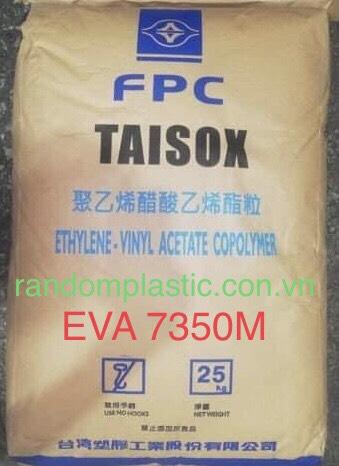 FPC
TAISOX
聚乙烯醋酸乙烯酯粒
ETHYLENE-VINYL ACETATE COPOLYMER
randomplastic.con.vn
EVA 7350M
25
kg
USE NO HOOKS
淨重
NET WEIGHT
台灣塑膠工業股份有限公司